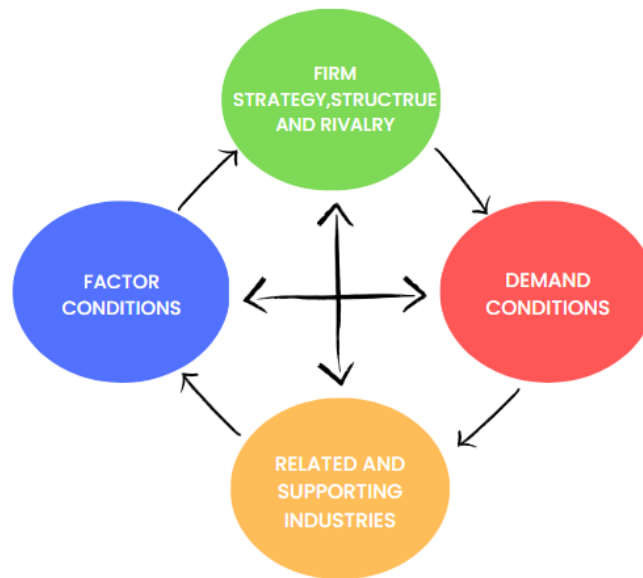 FIRM
STRATEGY,STRUCTRUE
AND RIVALRY
FACTOR
CONDITIONS
DEMAND
CONDITIONS
RELATED AND
SUPPORTING
INDUSTRIES